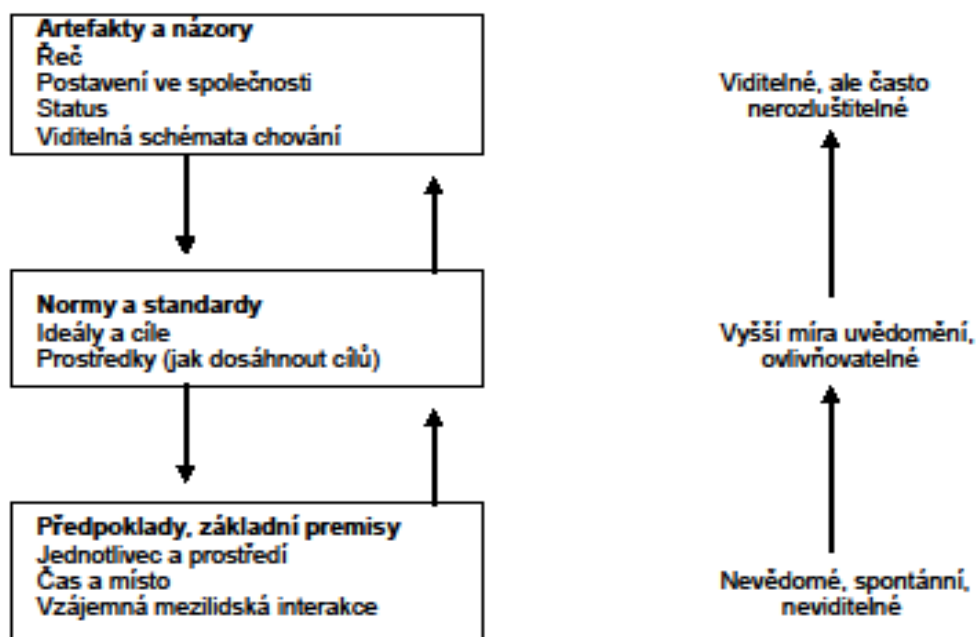 Artefakty a názory
Řeč
Postavení ve společnosti
Status
Viditelná schémata chování
Viditelné, ale často
nerozluštitelné
Normy a standardy
Ideály a cíle
Prostředky (jak dosáhnout cílů)
Vyšší míra uvědomění,
ovlivňovatelné
Předpoklady, základní premisy
Jednotlivec a prostředí
Čas a místo
Vzájemná mezilidská interakce
Nevědomé, spontánní,
neviditelné